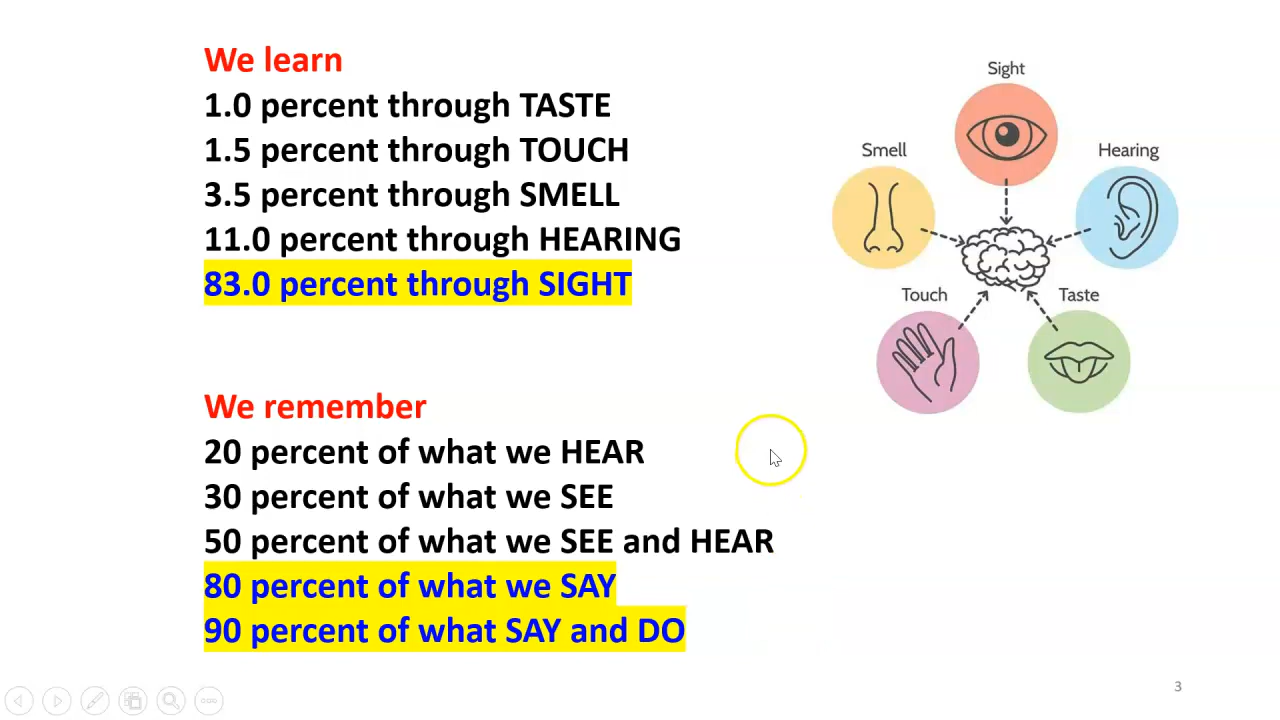 We learn
1.0 percent through TASTE
1.5 percent through TOUCH
3.5 percent through SMELL
11.0 percent through HEARING
83.0 percent through SIGHT
We remember
20 percent of what we HEAR
30 percent of what we SEE
50 percent of what we SEE and HEAR
80 percent of what we SAY
90 percent of what SAY and DO
Sight
Smell
Hearing
Touch
Taste
3